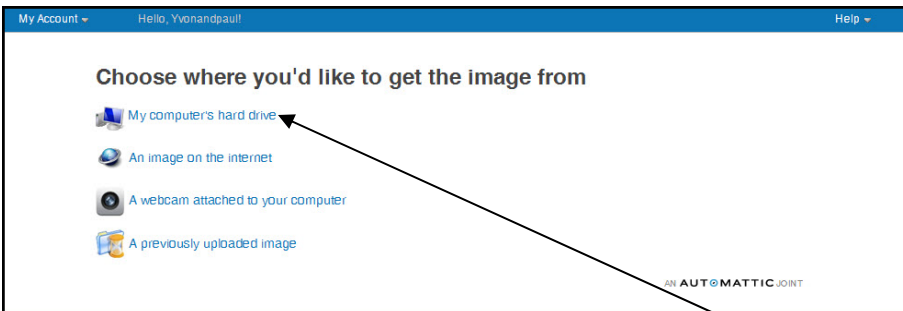 My Account Hello, Yvonandpaul! Help
Choose where you'd like to get the image from
My computer's hard drive
An image on the internet
A webcam attached to your computer
A previously uploaded image
AN AUTOMATTIC JOINT